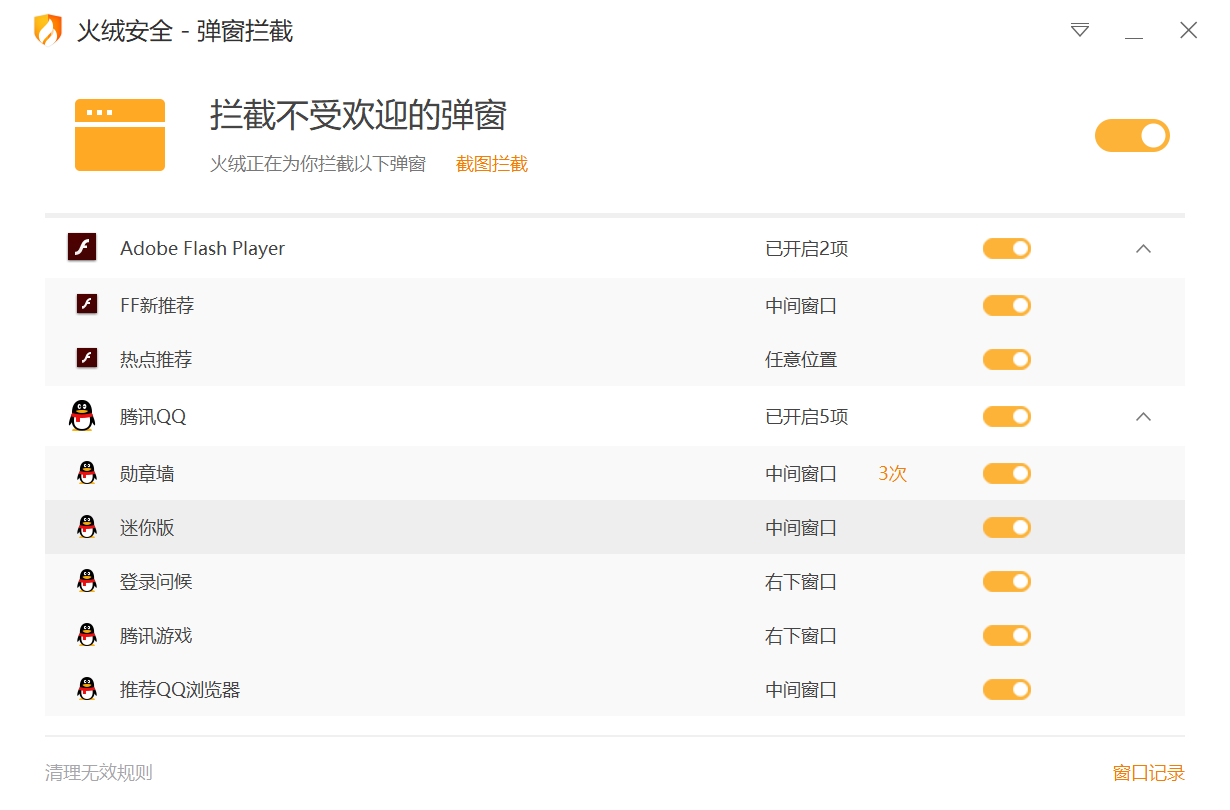 火绒安全 - 弹窗拦截
拦截不受欢迎的弹窗
火绒正在为你拦截以下弹窗 截图拦截
Adobe Flash Player 已开启2项
FF新推荐 中间窗口
热点推荐 任意位置
腾讯QQ 已开启5项
勋章墙 中间窗口 3次
迷你版 中间窗口
登录问候 右下窗口
腾讯游戏 右下窗口
推荐QQ浏览器 中间窗口
清理无效规则 窗口记录